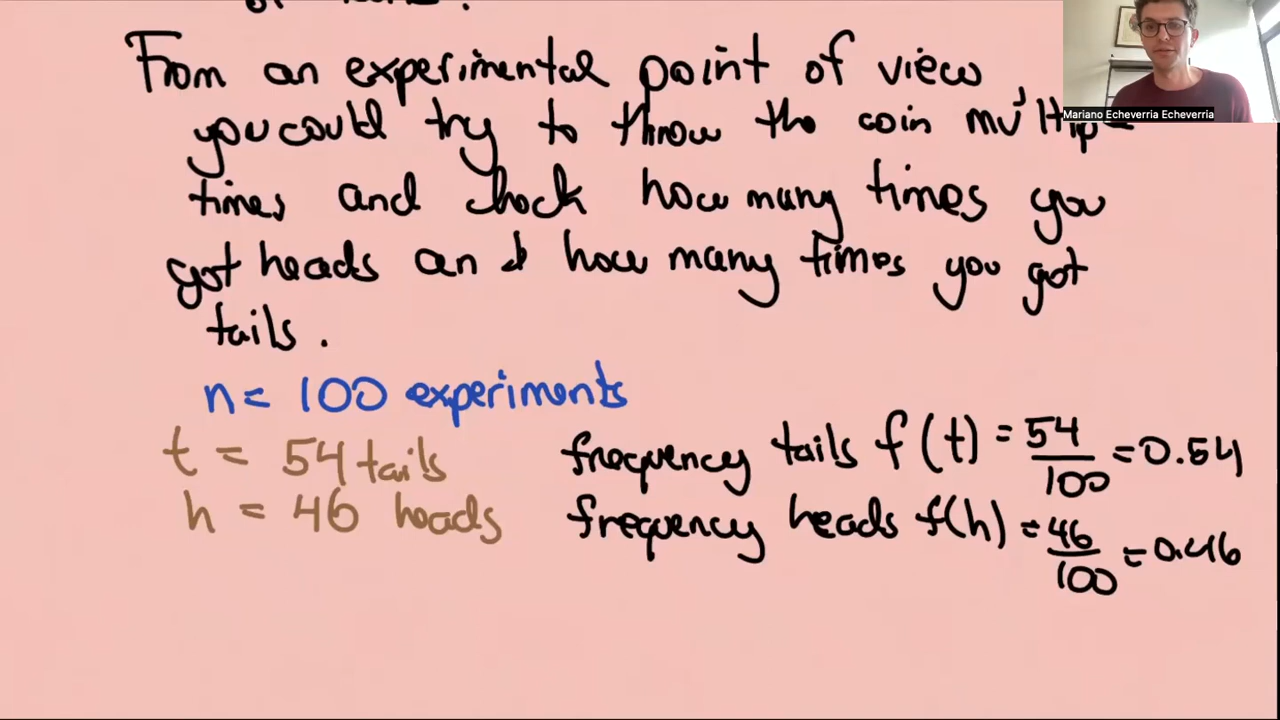 of tails.
From an experimental point of view
Mariano Echeverria Echeverria
you could try to throw the coin multiple
times and check how many times you
got heads and how many times you got
tails.
n = 100 experiments
t = 54 tails
frequency tails f(t) = 54/100 = 0.54
h = 46 heads
frequency heads f(h) = 46/100 = 0.46